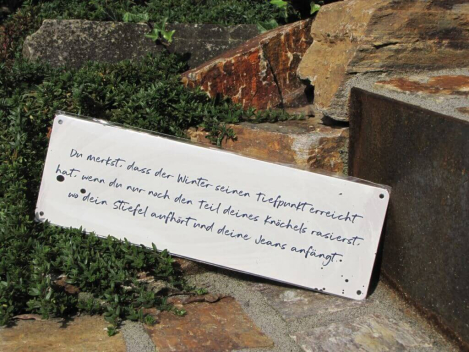 Du merkst, dass der Winter seinen Tiefpunkt erreicht
hat, wenn du nur noch den Teil deines Knöchels rasierst,
wo dein Stiefel aufhört und deine Jeans anfängt.